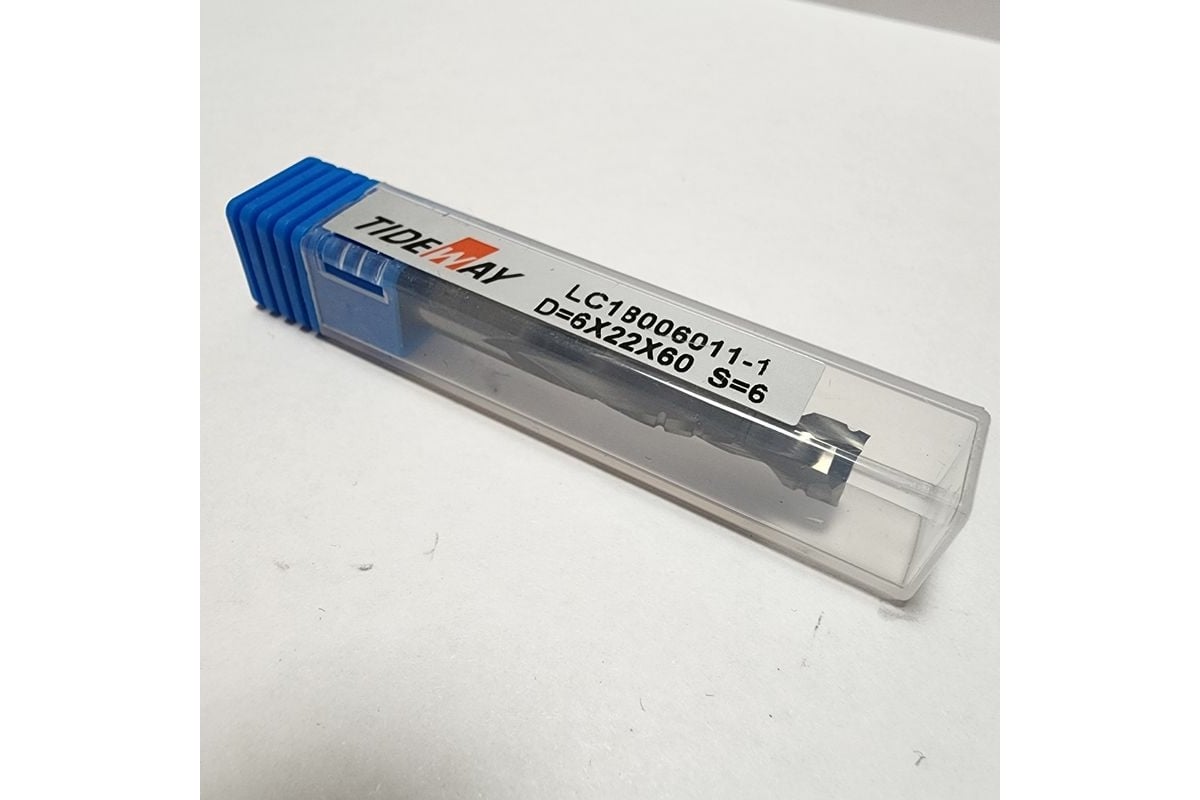 TIDEWAY
LC18006011-1
D=6X22X60 S=6